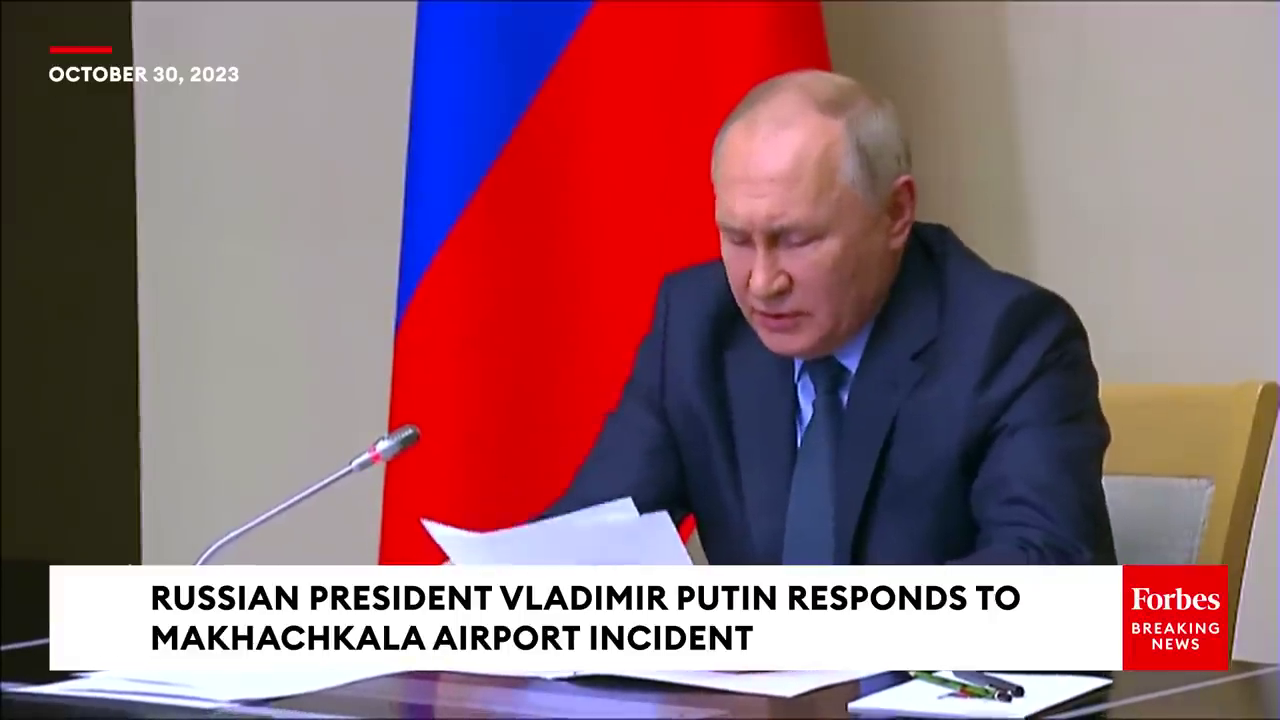 OCTOBER 30, 2023
RUSSIAN PRESIDENT VLADIMIR PUTIN RESPONDS TO
MAKHACHKALA AIRPORT INCIDENT
Forbes
BREAKING
NEWS